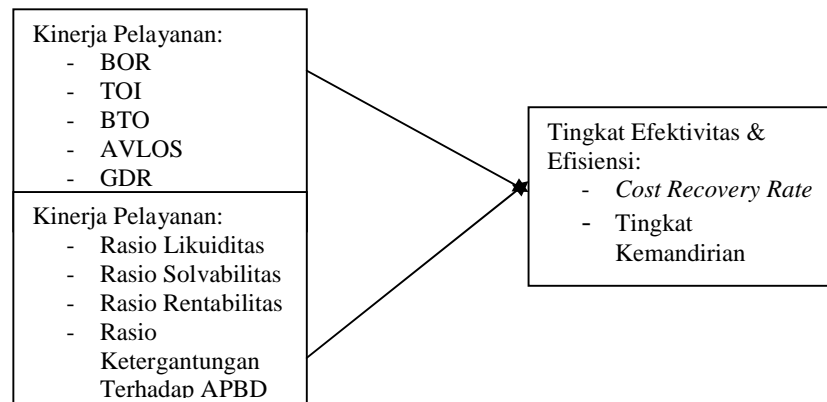 Kinerja Pelayanan:
- BOR
- TOI
- BTO
- AVLOS
- GDR
Kinerja Pelayanan:
- Rasio Likuiditas
- Rasio Solvabilitas
- Rasio Rentabilitas
- Rasio
Ketergantungan
Terhadap APBD
Tingkat Efektivitas &
Efisiensi:
- Cost Recovery Rate
- Tingkat
Kemandirian